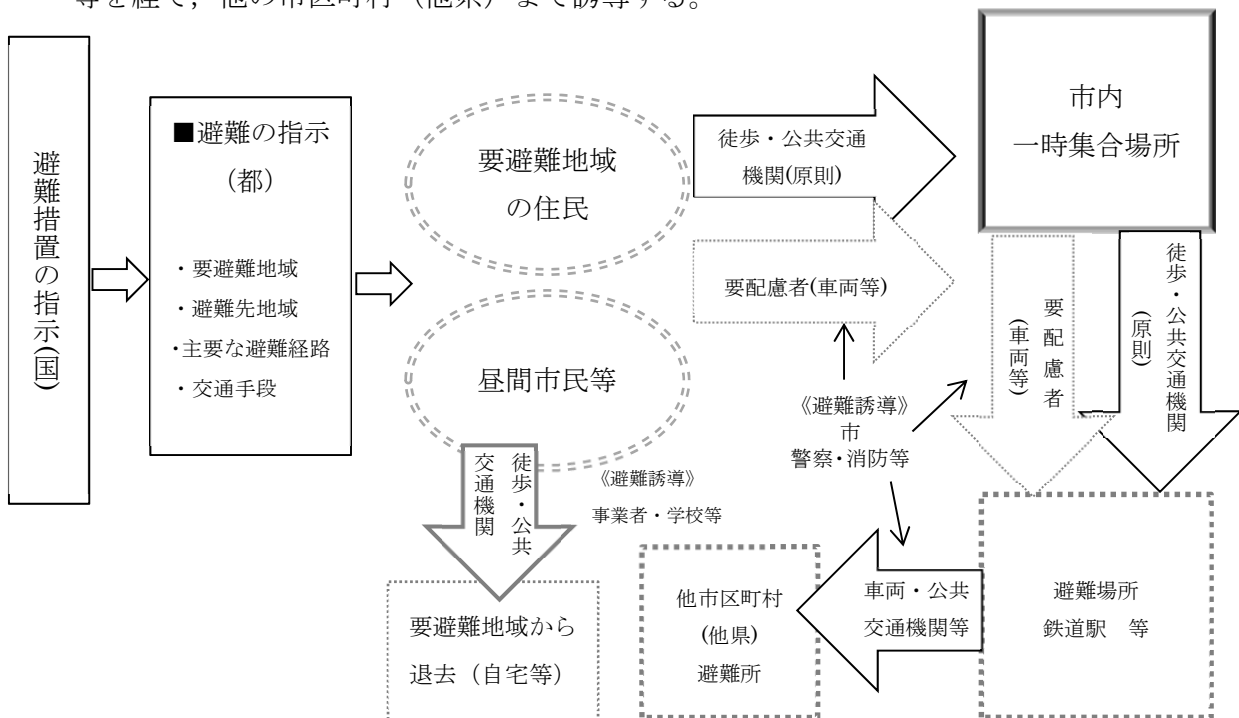 等を経て，他の市区町村（他県）まで誘導する。
避難措置の指示(国)
■避難の指示
（都）
・要避難地域
・避難先地域
・主要な避難経路
・交通手段
要避難地域
の住民
昼間市民等
徒歩・公共交通
機関(原則)
要配慮者(車両等)
市内
一時集合場所
徒歩・公共交通機関
(原則)
要配慮者
(車両等)
《避難誘導》
市
警察・消防等
徒歩・公共
交通機関
《避難誘導》
事業者・学校等
要避難地域から
退去（自宅等）
他市区町村
(他県)
避難所
車両・公共
交通機関等
避難場所
鉄道駅　等